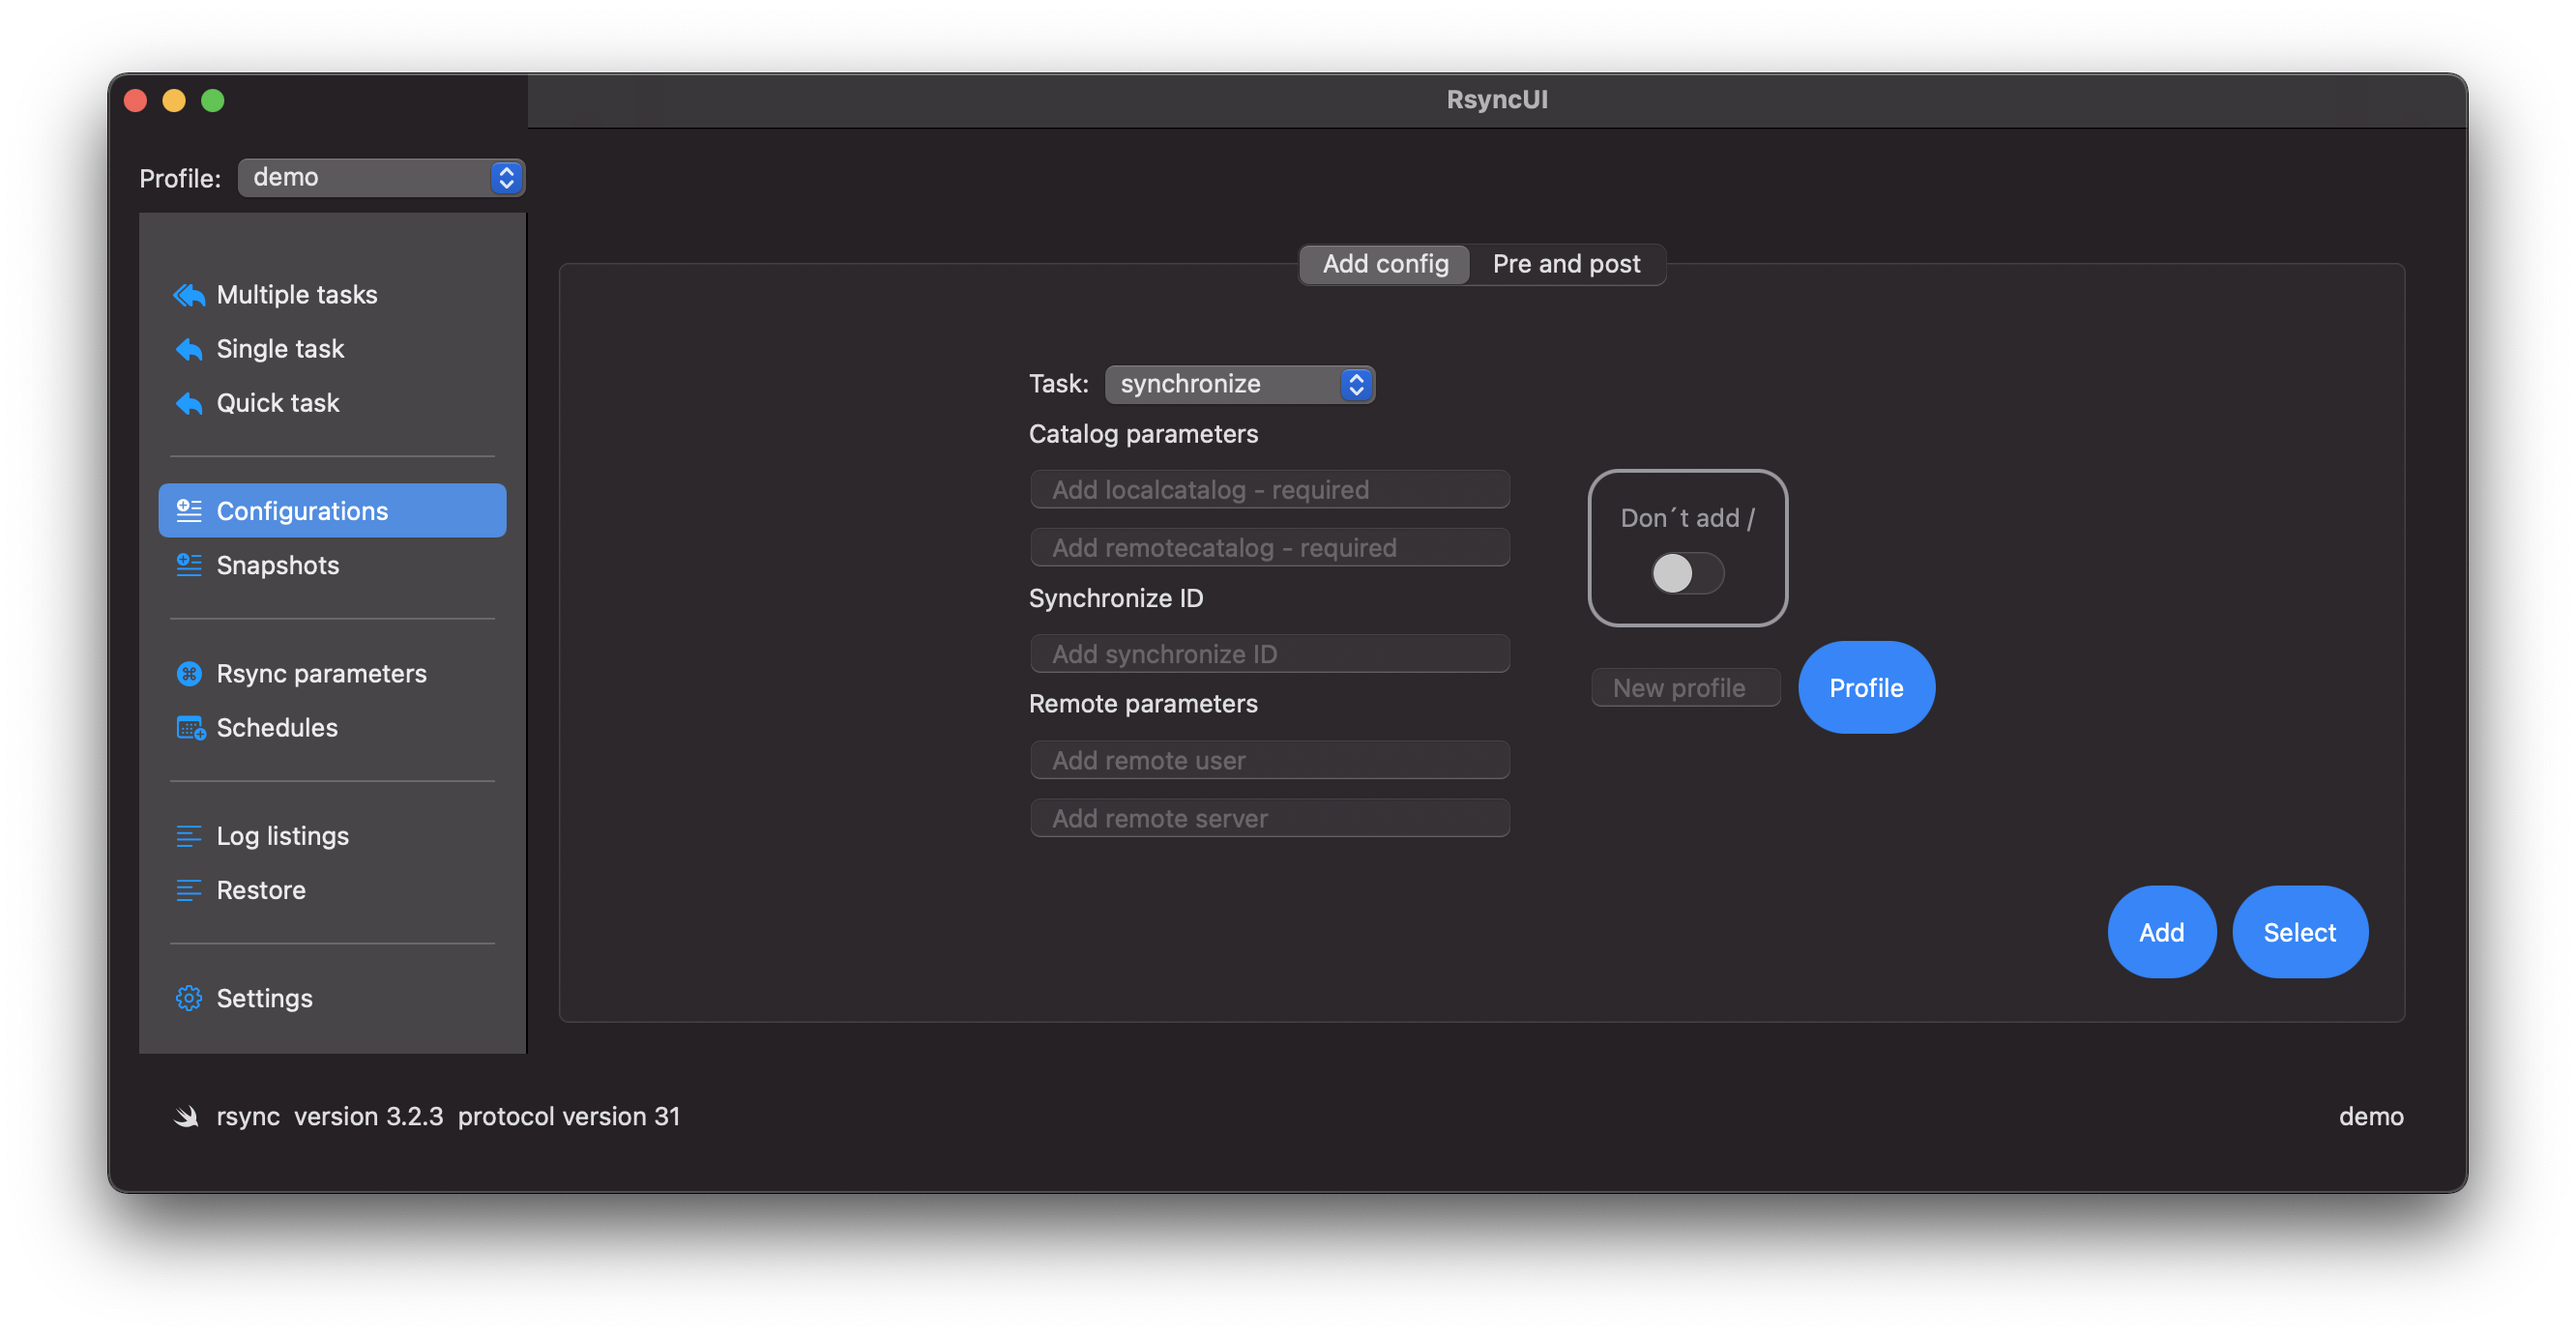 RsyncUI
Profile: demo
Multiple tasks
Single task
Quick task
Configurations
Snapshots
Rsync parameters
Schedules
Log listings
Restore
Settings
Add config Pre and post
Task: synchronize
Catalog parameters
Add localcatalog - required
Add remotecatalog - required
Don´t add /
Synchronize ID
Add synchronize ID
New profile Profile
Remote parameters
Add remote user
Add remote server
Add Select
rsync  version 3.2.3  protocol version 31
demo